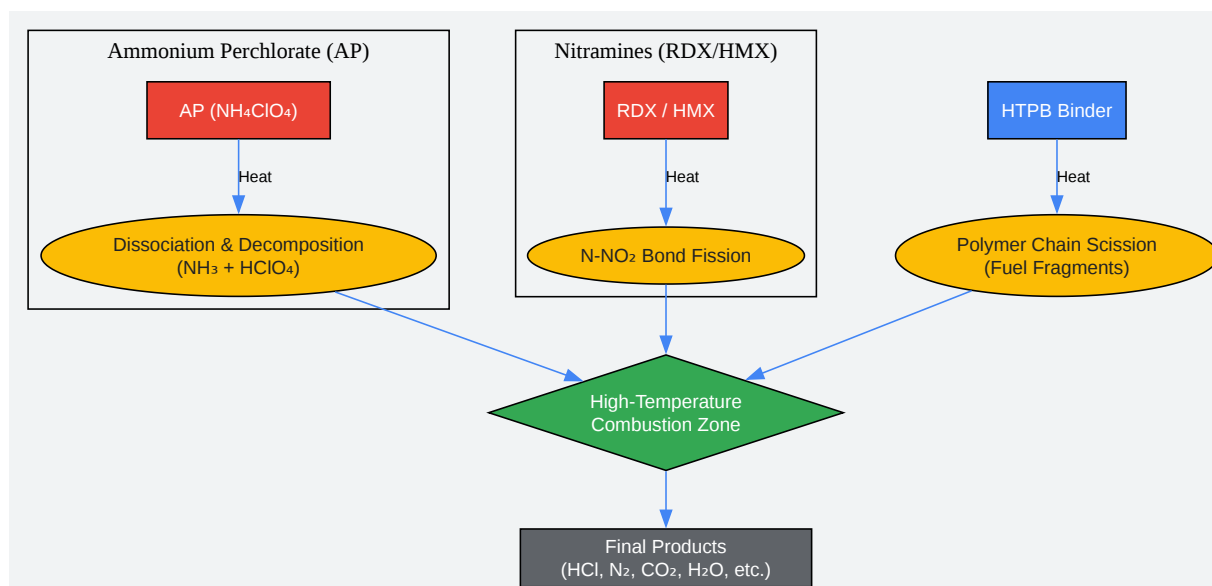 Ammonium Perchlorate (AP)
Nitramines (RDX/HMX)
AP (NH₄ClO₄)
RDX / HMX
HTPB Binder
Heat
Heat
Heat
Dissociation & Decomposition
(NH₃ + HClO₄)
N-NO₂ Bond Fission
Polymer Chain Scission
(Fuel Fragments)
High-Temperature
Combustion Zone
Final Products
(HCl, N₂, CO₂, H₂O, etc.)